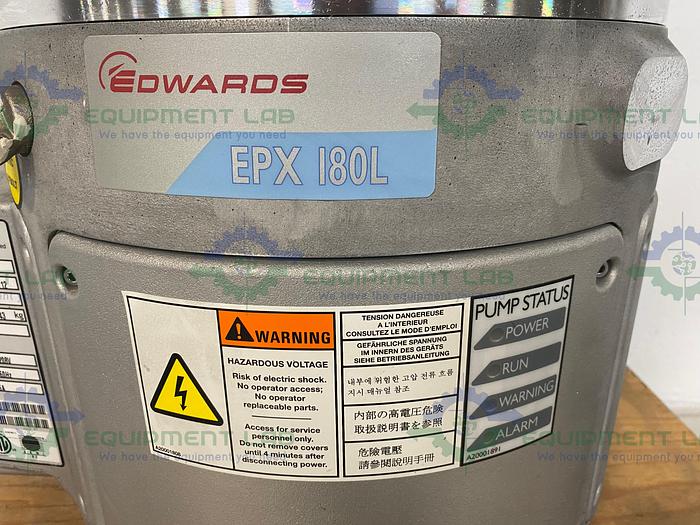 EDWARDS
EPX 180L
EQUIPMENT LAB
We have the equipment you need
WARNING
HAZARDOUS VOLTAGE
Risk of electric shock.
No operator access;
No operator
replaceable parts.
Access for service
personnel only.
Do not remove covers
until 4 minutes after
disconnecting power.
A20001808
TENSION DANGEREUSE
A L'INTERIEUR
CONSULTEZ LE MODE D'EMPLOI
GEFÄHRLICHE SPANNUNG
IM INNERN DES GERÄTS
SIEHE BETRIEBSANLEITUNG
내부에 위험한 고압 전류 흐름
지시 매뉴얼 참조
内部の高電圧危険
取扱説明書を参照
危險電壓
請參閱說明手冊
PUMP STATUS
POWER
RUN
WARNING
ALARM
A20001891
kg